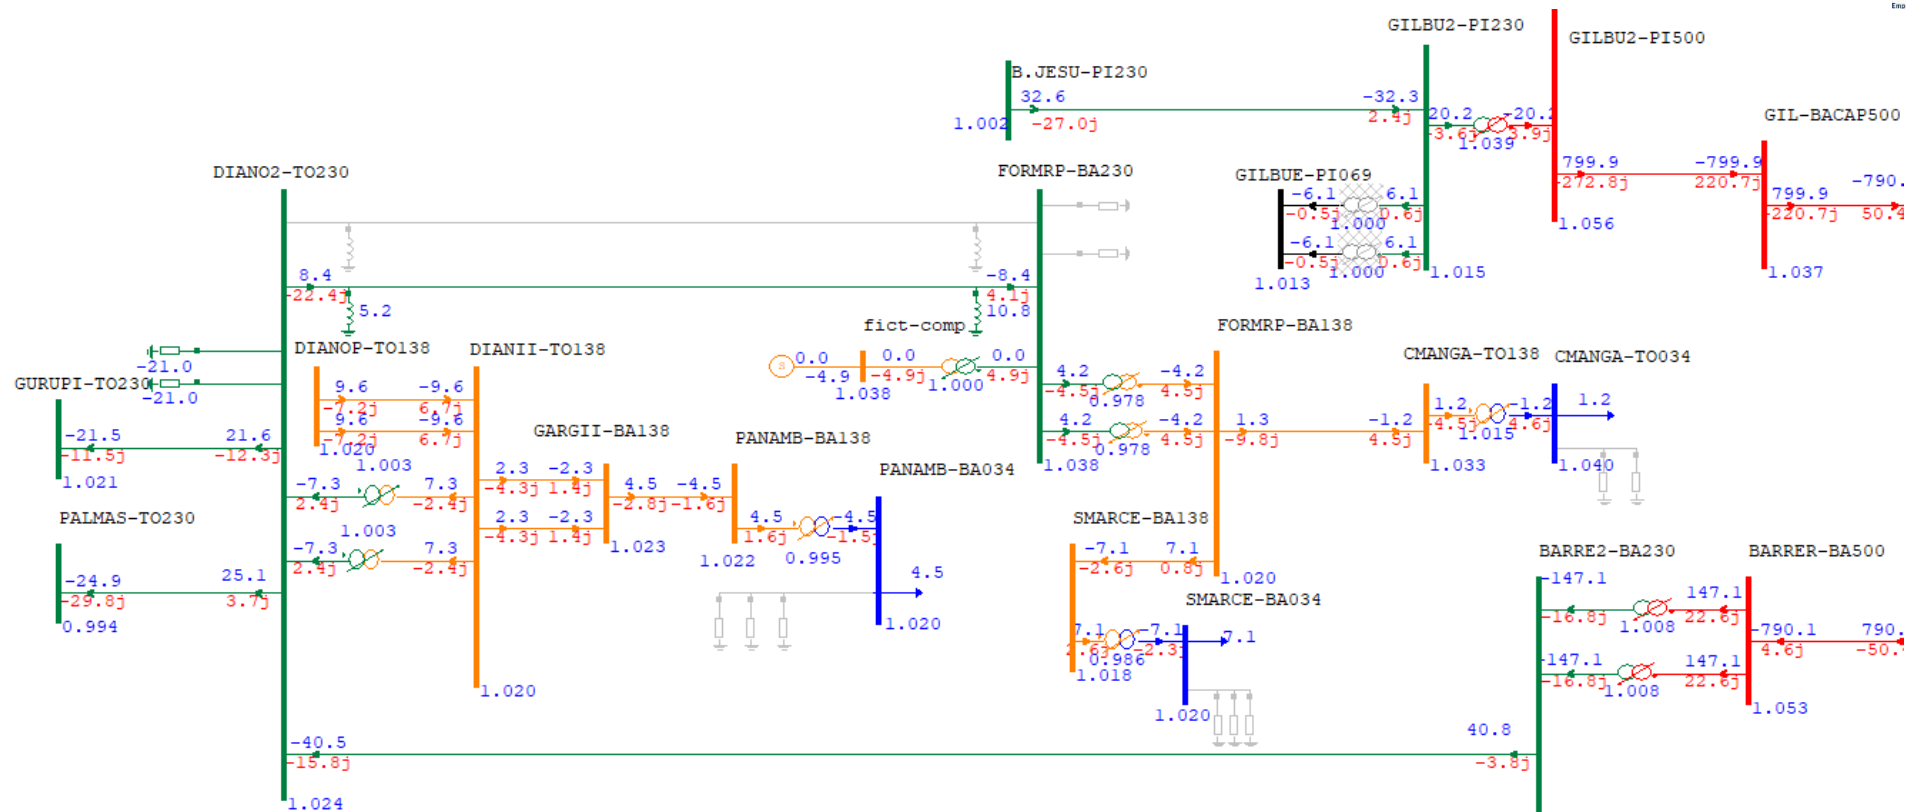 Emp
GILBU2-PI230
GILBU2-PI500
B.JESU-PI230
32.6
-27.0j
1.002
-32.3
2.4j
20.2
-3.6j
1.039
3.9j
GIL-BACAP500
799.9
-272.8j
-799.9
220.7j
799.9
-220.7j
-790.
50.4
1.056
1.037
DIANO2-TO230
FORMRP-BA230
GILBUE-PI069
-6.1
-0.5j
1.000
6.1
0.6j
-6.1
-0.5j
1.000
6.1
0.6j
1.015
1.013
8.4
-22.4j
5.2
-8.4
4.1j
10.8
fict-comp
S
0.0
-4.9
1.038
0.0
-4.9j
1.000
0.0
4.9j
FORMRP-BA138
CMANGA-TO138
CMANGA-TO034
-21.0
-21.0
DIANOP-TO138
DIANII-TO138
GURUPI-TO230
9.6
-7.2j
-9.6
6.7j
9.6
-7.2j
-9.6
6.7j
1.020
4.2
-4.5j
0.978
-4.2
4.5j
4.2
-4.5j
0.978
-4.2
4.5j
1.038
1.3
-9.8j
-1.2
4.5j
1.2
-4.5j
1.015
-1.2
4.6j
1.2
1.033
1.040
-21.5
-11.5j
21.6
-12.3j
1.021
GARGII-BA138
PANAMB-BA138
PANAMB-BA034
1.003
-7.3
2.4j
7.3
-2.4j
2.3
-4.3j
-2.3
1.4j
4.5
-2.8j
-4.5
-1.6j
2.3
-4.3j
-2.3
1.4j
1.023
4.5
1.6j
0.995
-4.5
-1.5j
1.022
PALMAS-TO230
1.003
-7.3
2.4j
7.3
-2.4j
4.5
1.020
-24.9
-29.8j
25.1
3.7j
0.994
SMARCE-BA138
-7.1
-2.6j
7.1
0.8j
1.020
SMARCE-BA034
7.1
2.6j
0.986
-7.1
-2.3j
7.1
1.018
1.020
1.020
BARRE2-BA230
BARRER-BA500
-147.1
-16.8j
1.008
147.1
22.6j
-147.1
-16.8j
1.008
147.1
22.6j
-790.1
4.6j
790.
1.053
-40.5
-15.8j
40.8
-3.8j
1.024